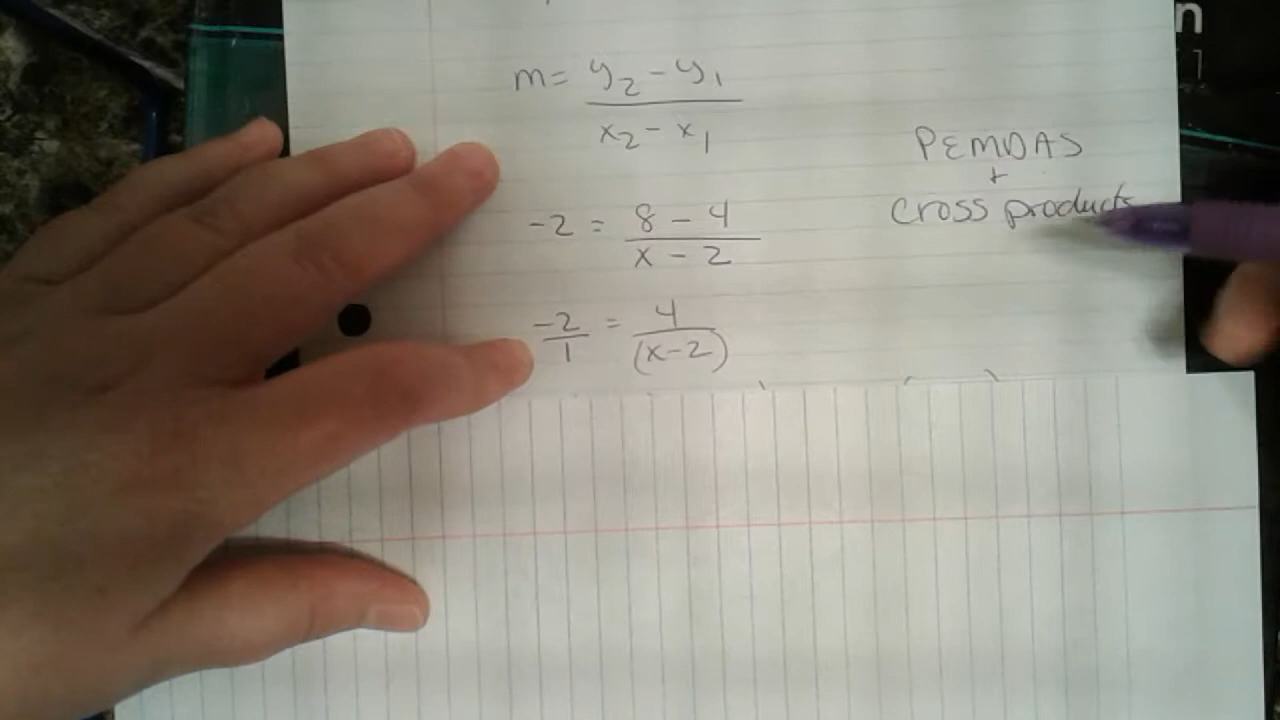 m = y₂ - y₁
x₂ - x₁
PEMDAS
+
cross products
-2 = 8 - 4
x - 2
-2 = 4
1 (x-2)
n